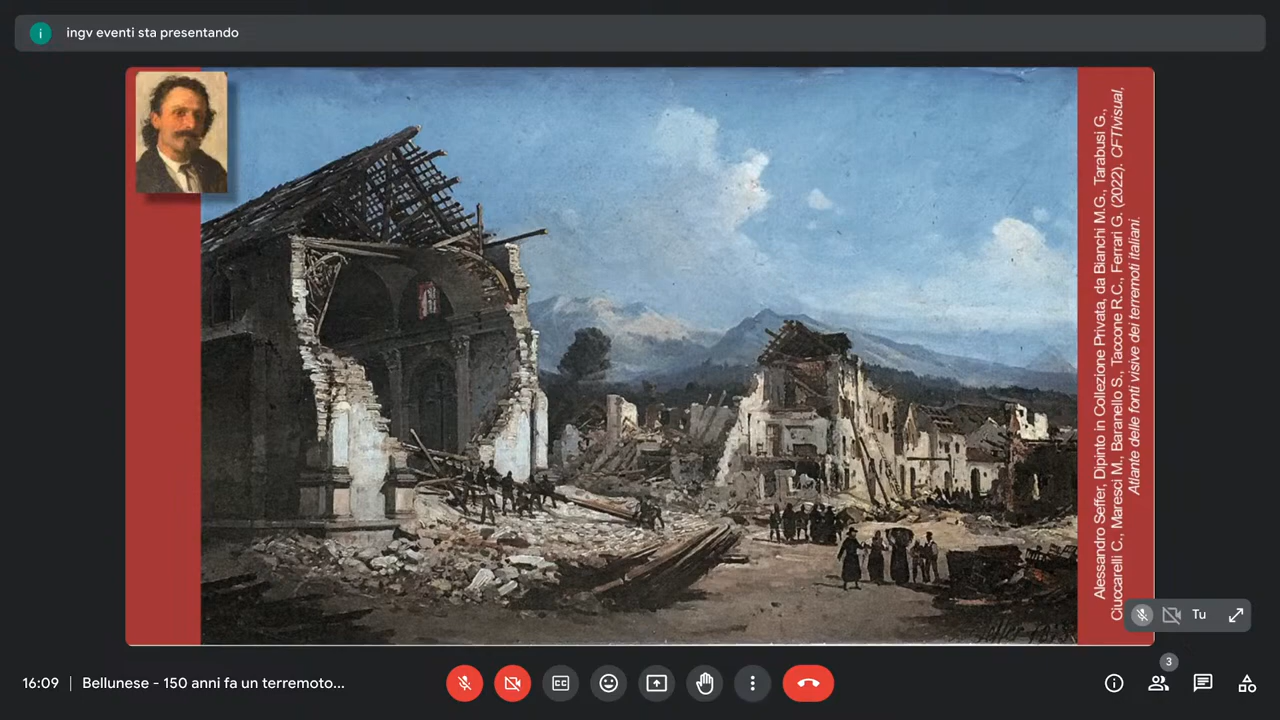 i
ingv eventi sta presentando
Alessandro Seffer, Dipinto in Collezione Privata, da Bianchi M.G., Tarabusi G.,
Ciuccarelli C., Maresci M., Baranello S., Taccone R.C., Ferrari G. (2022). CFTIvisual,
Atlante delle fonti visive dei terremoti italiani.
Tu
16:09 | Bellunese - 150 anni fa un terremoto...
CC
3